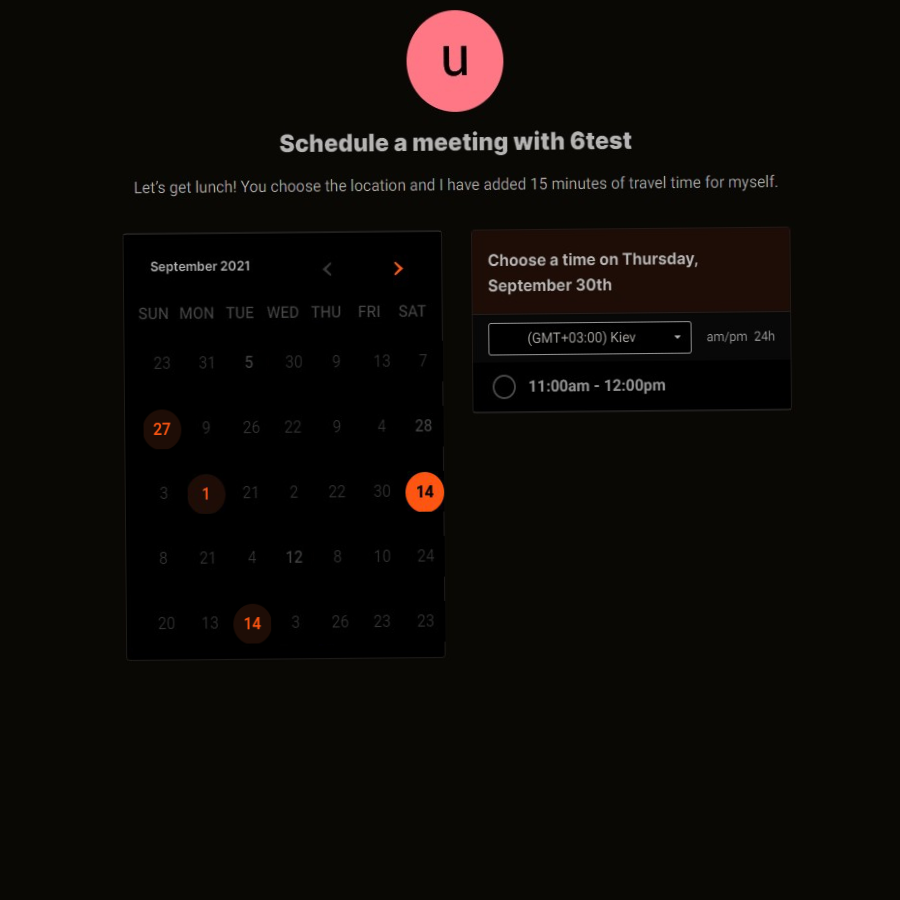 u
Schedule a meeting with 6test
Let's get lunch! You choose the location and I have added 15 minutes of travel time for myself.
September 2021
SUN MON TUE WED THU FRI SAT
23 31 5 30 9 13 7
27 9 26 22 9 4 28
3 1 21 2 22 30 14
8 21 4 12 8 10 24
20 13 14 3 26 23 23
Choose a time on Thursday,
September 30th
(GMT+03:00) Kiev am/pm 24h
11:00am - 12:00pm